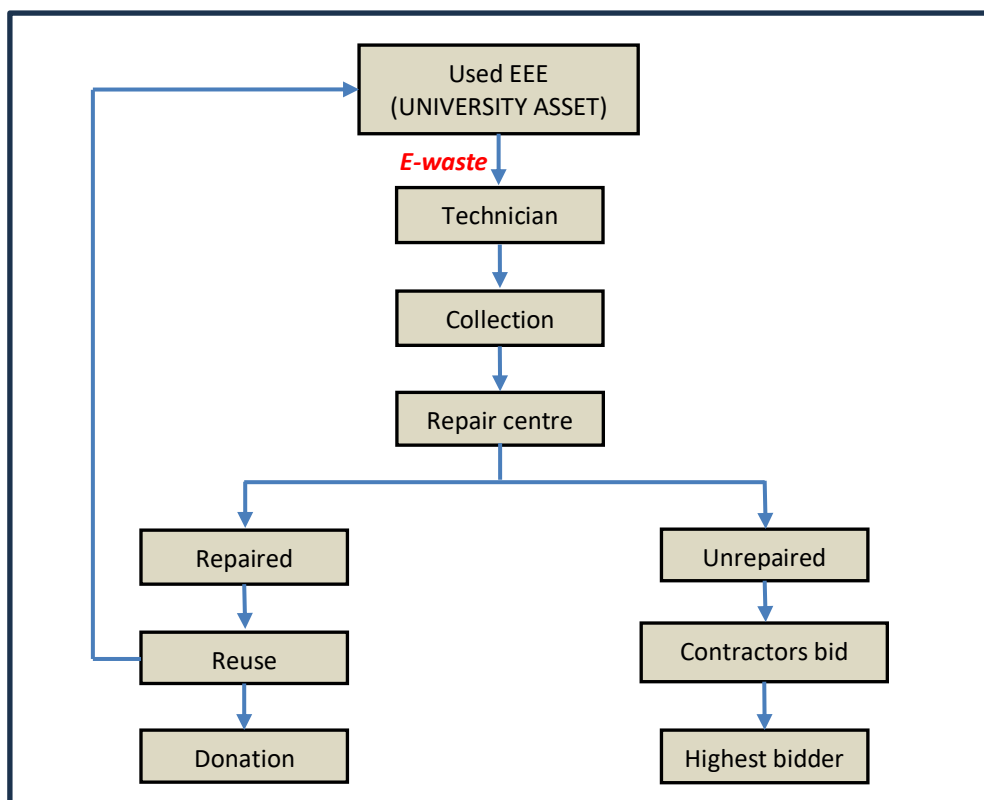 Used EEE
(UNIVERSITY ASSET)
E-waste
Technician
Collection
Repair centre
Repaired
Unrepaired
Reuse
Contractors bid
Donation
Highest bidder